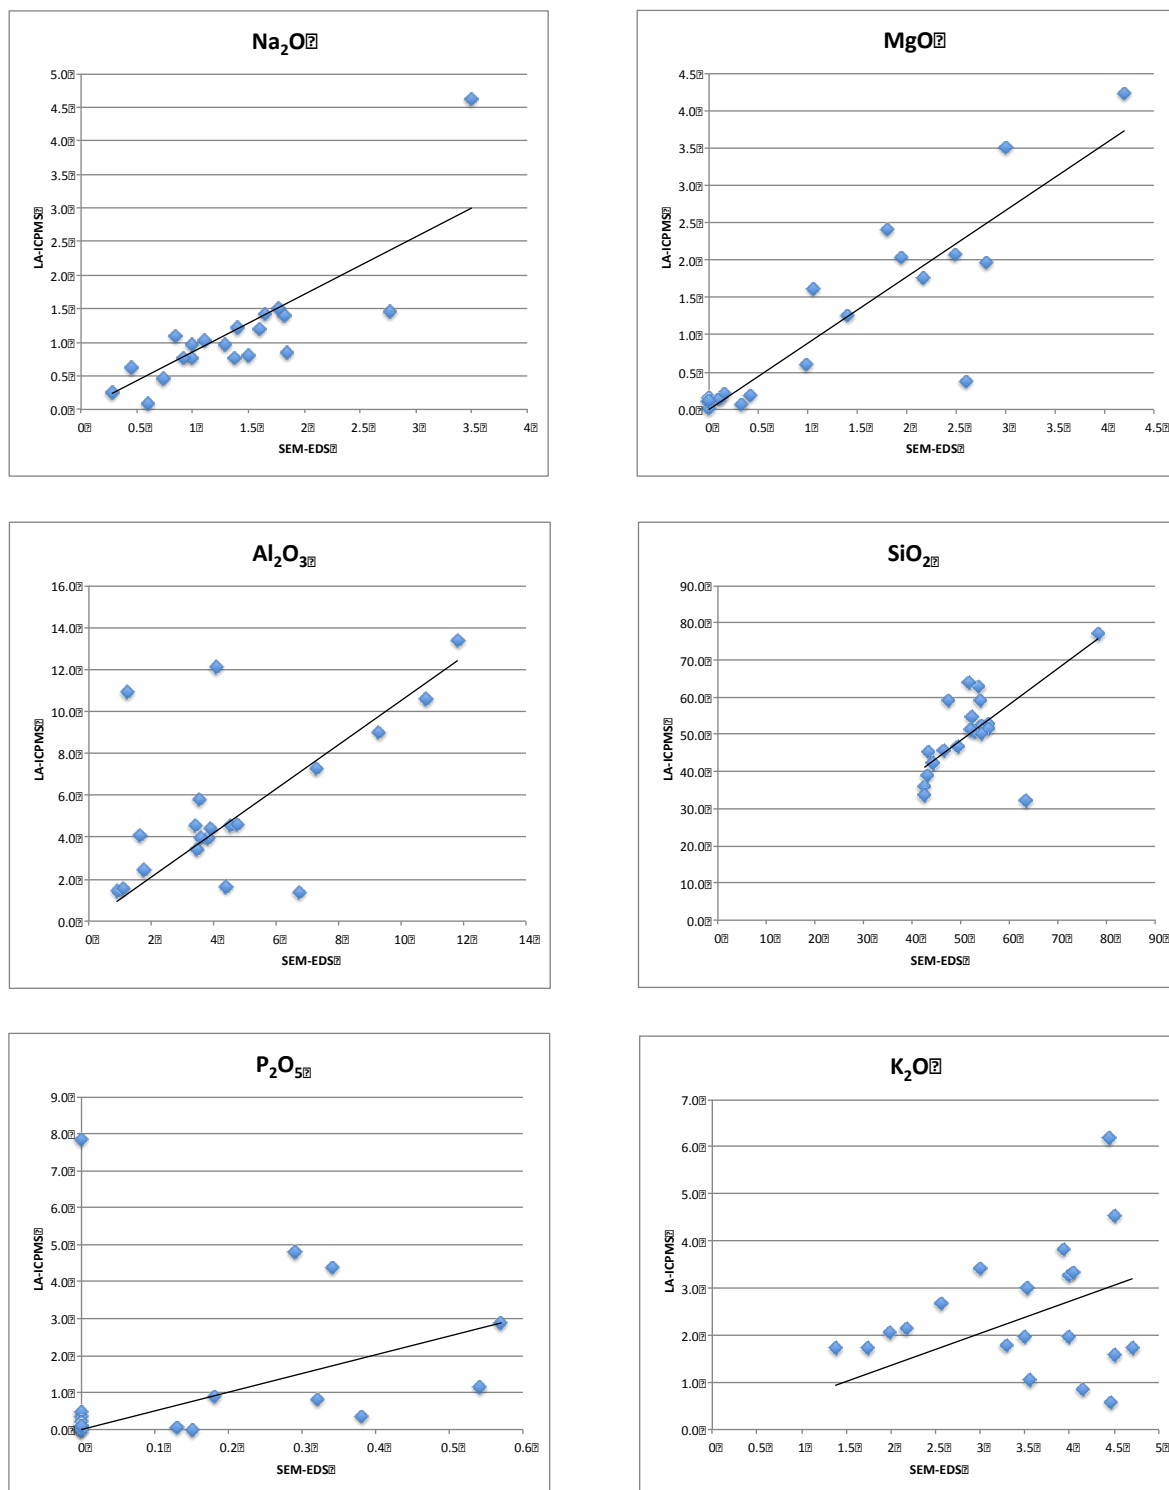 Na₂O
5.0
4.5
4.0
3.5
3.0
2.5
2.0
1.5
1.0
0.5
0.0
LA-ICPMS
0 0.5 1 1.5 2 2.5 3 3.5 4
SEM-EDS
MgO
4.5
4.0
3.5
3.0
2.5
2.0
1.5
1.0
0.5
0.0
LA-ICPMS
0 0.5 1 1.5 2 2.5 3 3.5 4 4.5
SEM-EDS
Al₂O₃
16.0
14.0
12.0
10.0
8.0
6.0
4.0
2.0
0.0
LA-ICPMS
0 2 4 6 8 10 12 14
SEM-EDS
SiO₂
90.0
80.0
70.0
60.0
50.0
40.0
30.0
20.0
10.0
0.0
LA-ICPMS
0 10 20 30 40 50 60 70 80 90
SEM-EDS
P₂O₅
9.0
8.0
7.0
6.0
5.0
4.0
3.0
2.0
1.0
0.0
LA-ICPMS
0 0.1 0.2 0.3 0.4 0.5 0.6
SEM-EDS
K₂O
7.0
6.0
5.0
4.0
3.0
2.0
1.0
0.0
LA-ICPMS
0 0.5 1 1.5 2 2.5 3 3.5 4 4.5 5
SEM-EDS